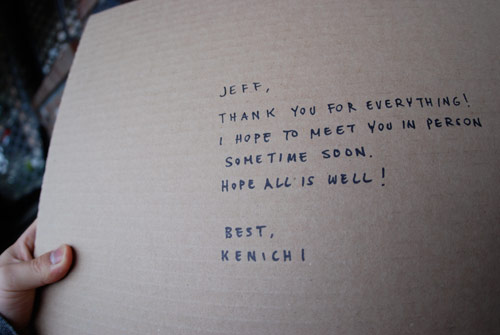 JEFF,
THANK YOU FOR EVERYTHING!
I HOPE TO MEET YOU IN PERSON
SOMETIME SOON.
HOPE ALL IS WELL!
BEST,
KENICHI